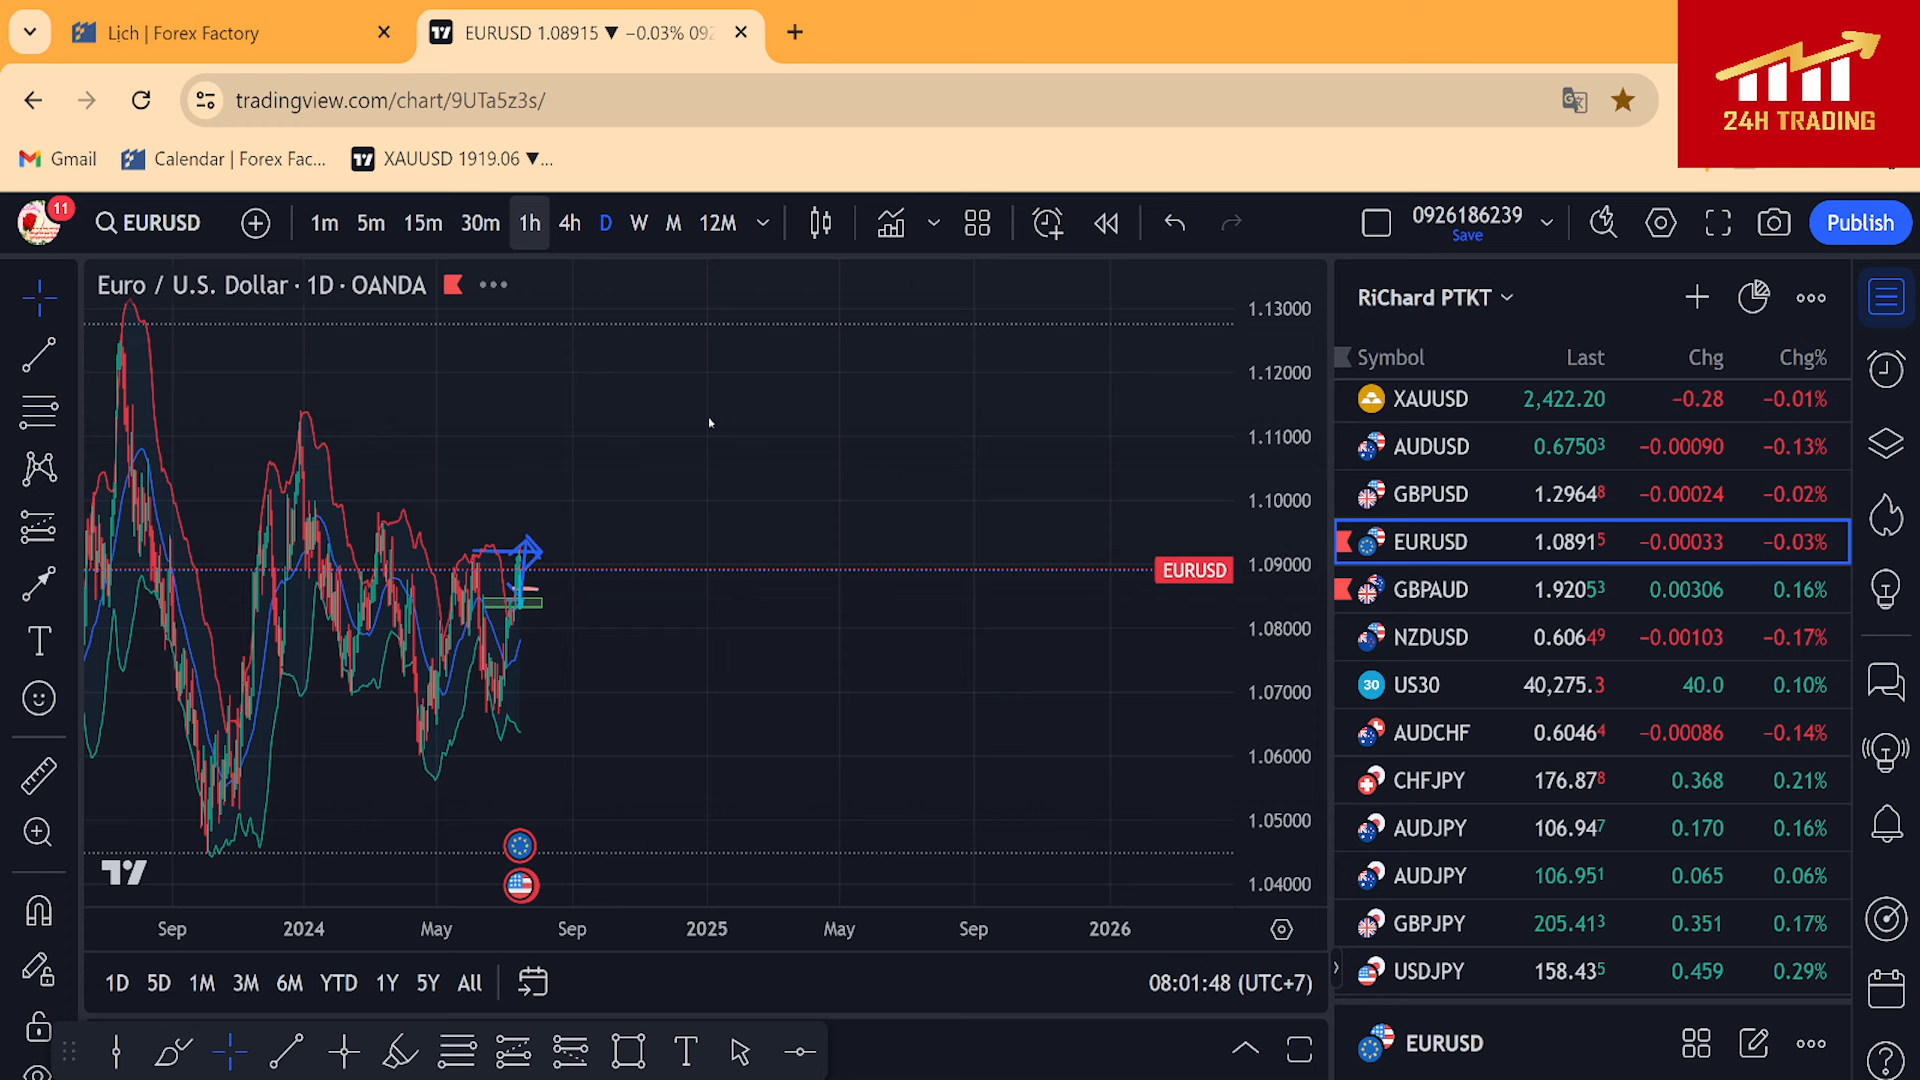 Lịch | Forex Factory
EURUSD 1.08915 ▼ −0.03% 092
tradingview.com/chart/9UTa5z3s/
24H TRADING
Gmail
Calendar | Forex Fac...
XAUUSD 1919.06 ▼...
11
EURUSD
1m 5m 15m 30m 1h 4h D W M 12M
0926186239
Save
Publish
Euro / U.S. Dollar · 1D · OANDA
RiChard PTKT
Symbol Last Chg Chg%
XAUUSD 2,422.20 −0.28 −0.01%
AUDUSD 0.67503 −0.00090 −0.13%
GBPUSD 1.29648 −0.00024 −0.02%
EURUSD 1.08915 −0.00033 −0.03%
GBPAUD 1.92053 0.00306 0.16%
NZDUSD 0.60649 −0.00103 −0.17%
30 US30 40,275.3 40.0 0.10%
AUDCHF 0.60464 −0.00086 −0.14%
CHFJPY 176.878 0.368 0.21%
AUDJPY 106.947 0.170 0.16%
AUDJPY 106.951 0.065 0.06%
GBPJPY 205.413 0.351 0.17%
USDJPY 158.435 0.459 0.29%
1.13000
1.12000
1.11000
1.10000
1.09000
EURUSD
1.08000
1.07000
1.06000
1.05000
1.04000
Sep 2024 May Sep 2025 May Sep 2026
1D 5D 1M 3M 6M YTD 1Y 5Y All
08:01:48 (UTC+7)
EURUSD